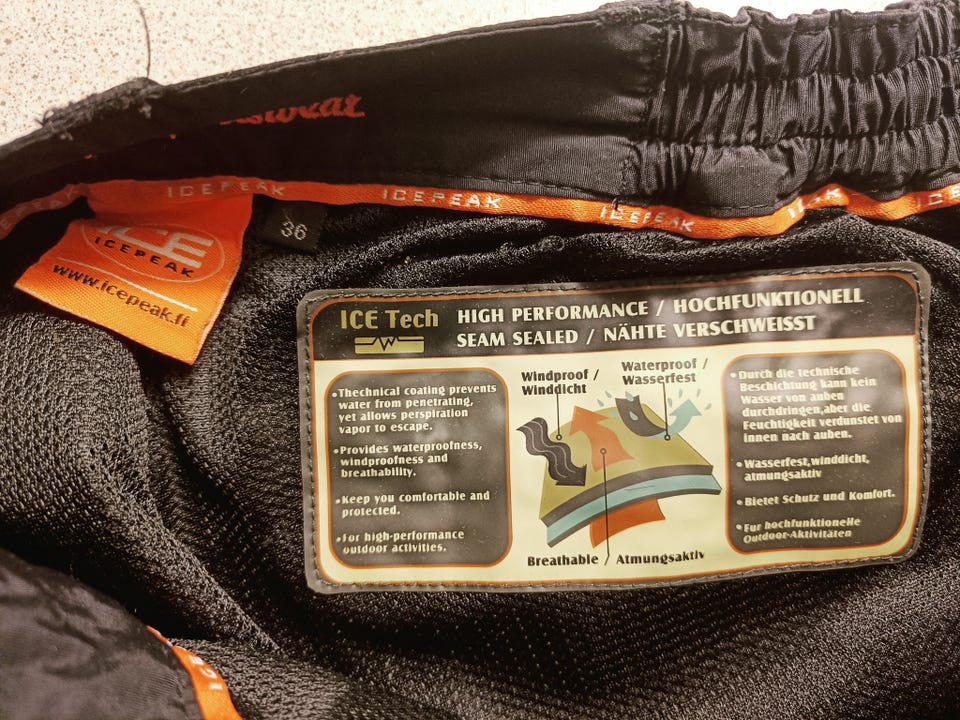 ICEPEAK
ICEPEAK
ICEPEAK
ICE
ICEPEAK
www.icepeak.fi
36
ICE Tech
HIGH PERFORMANCE / HOCHFUNKTIONELL
SEAM SEALED / NÄHTE VERSCHWEISST
•Thechnical coating prevents
water from penetrating,
yet allows perspiration
vapor to escape.
•Provides waterproofness,
windproofness and
breathability.
•Keep you comfortable and
protected.
•For high-performance
outdoor activities.
Windproof /
Winddicht
Waterproof /
Wasserfest
Breathable / Atmungsaktiv
•Durch die technische
Beschichtung kann kein
Wasser von auben
durchdringen,aber die
Feuchtigkeit verdunstet von
innen nach auben.
•Wasserfest,winddicht,
atmungsaktiv
•Bietet Schutz und Komfort.
•Fur hochfunktionelle
Outdoor-Aktivitäten